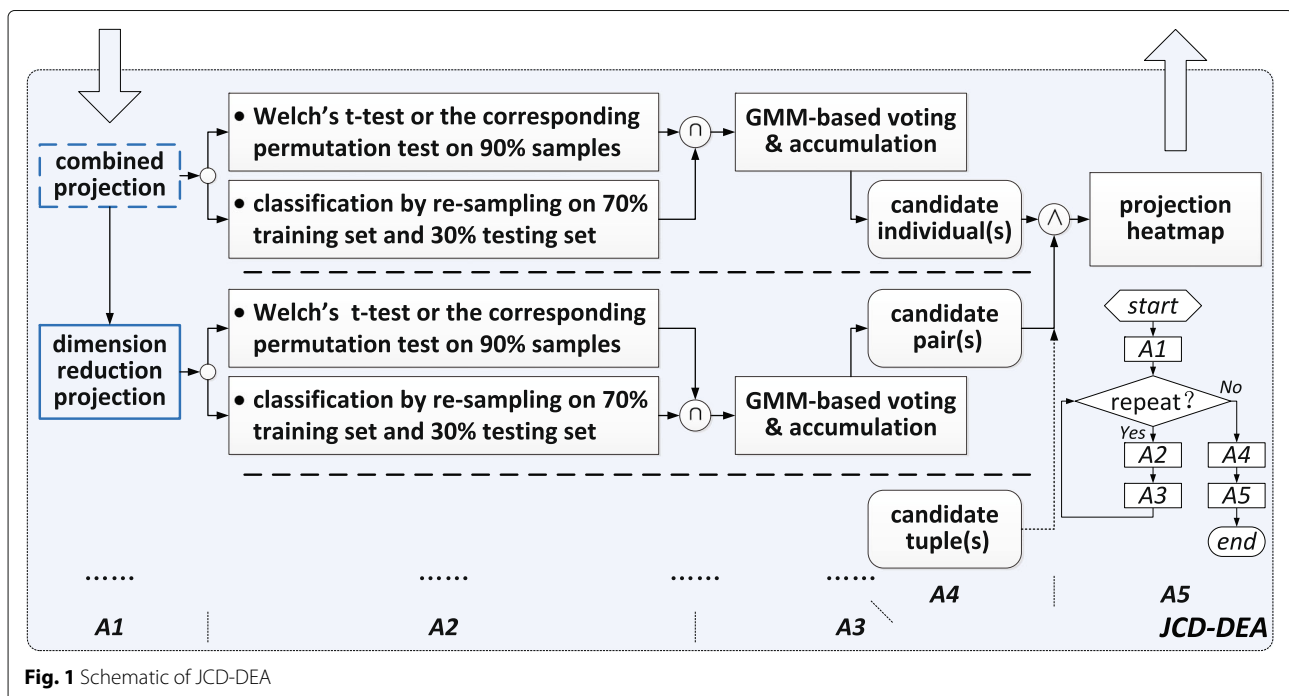 combined
projection
• Welch's t-test or the corresponding
permutation test on 90% samples
• classification by re-sampling on 70%
training set and 30% testing set
∩
GMM-based voting
& accumulation
candidate
individual(s)
∧
projection
heatmap
dimension
reduction
projection
• Welch's t-test or the corresponding
permutation test on 90% samples
• classification by re-sampling on 70%
training set and 30% testing set
∩
GMM-based voting
& accumulation
candidate
pair(s)
candidate
tuple(s)
start
A1
repeat?
No
Yes
A2
A4
A3
A5
end
......
......
......
......
A1
A2
A3
A4
A5
JCD-DEA
Fig. 1 Schematic of JCD-DEA